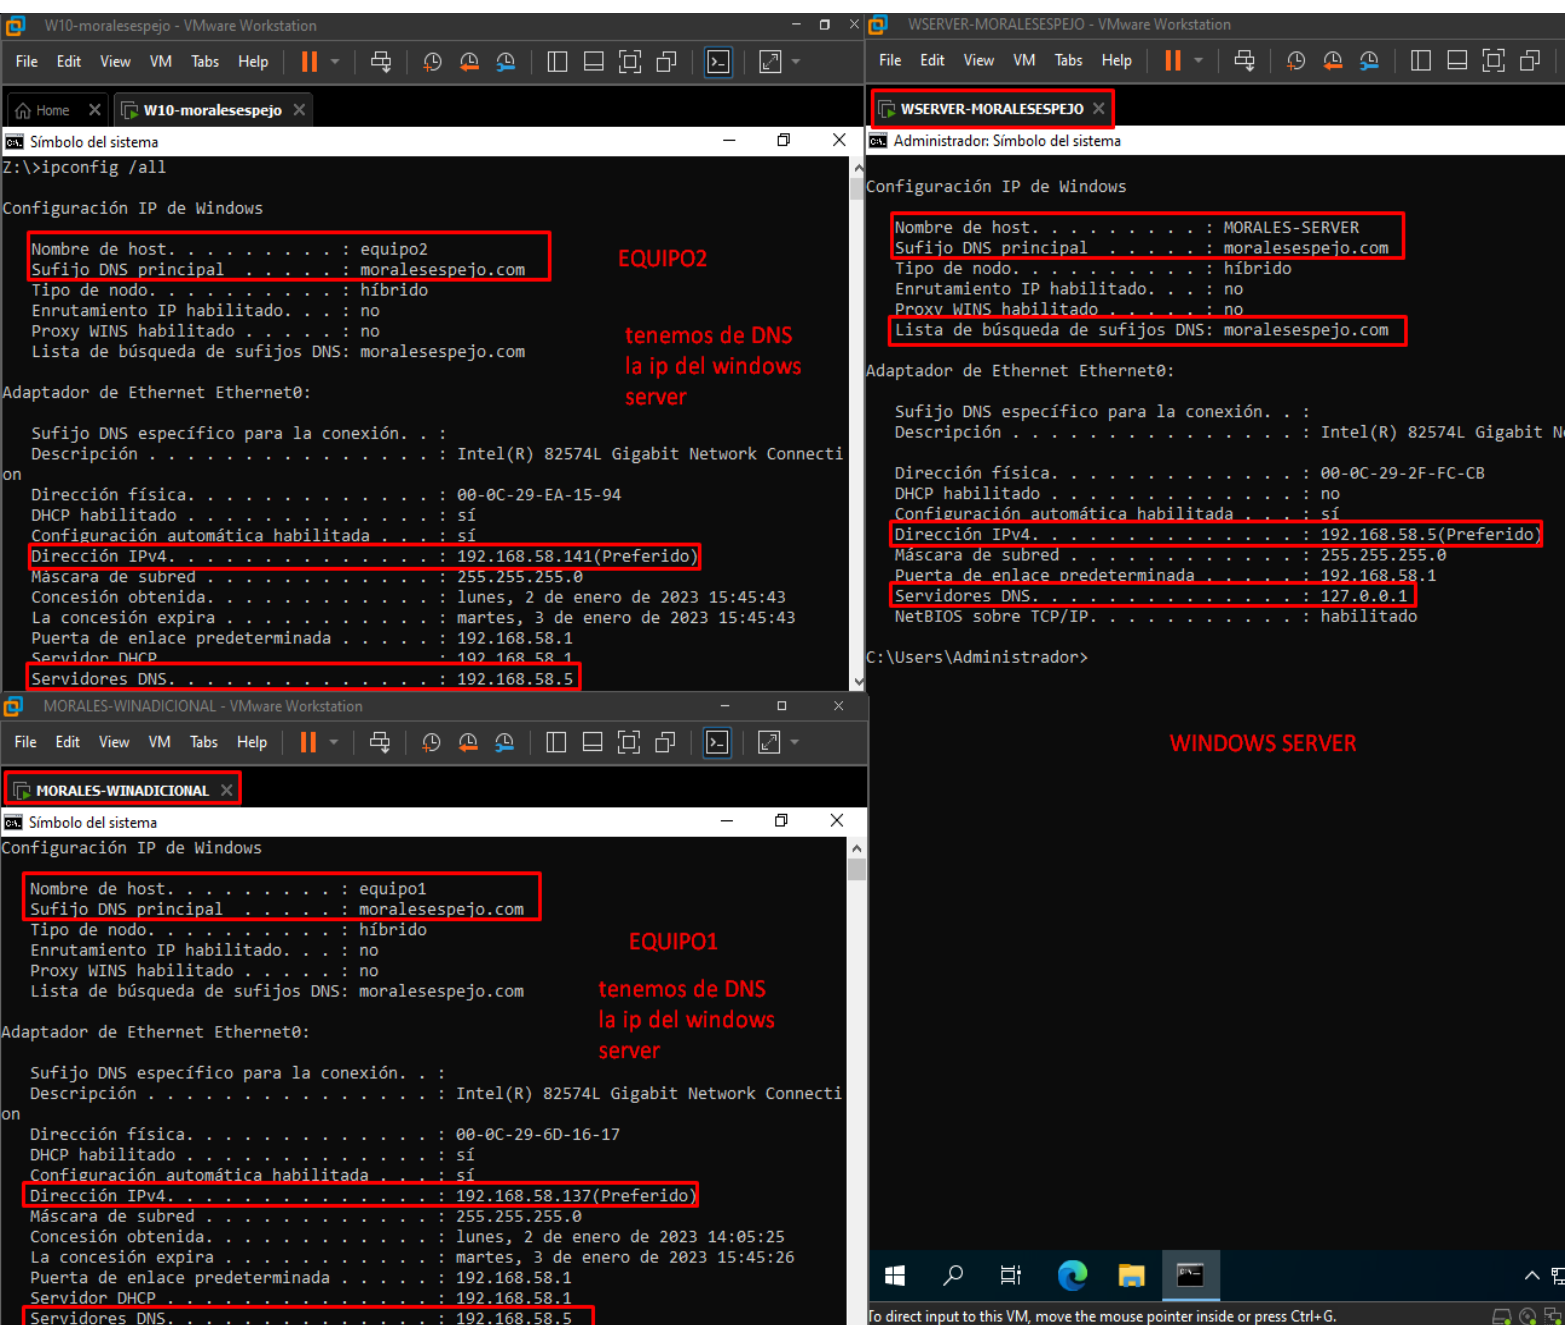 W10-moralesespejo - VMware Workstation
File Edit View VM Tabs Help
Home
W10-moralesespejo
Símbolo del sistema
Z:\>ipconfig /all
Configuración IP de Windows
Nombre de host. . . . . . . . . : equipo2
Sufijo DNS principal  . . . . . : moralesespejo.com
Tipo de nodo. . . . . . . . . . : híbrido
Enrutamiento IP habilitado. . . : no
Proxy WINS habilitado . . . . . : no
Lista de búsqueda de sufijos DNS: moralesespejo.com
EQUIPO2
tenemos de DNS
la ip del windows
server
Adaptador de Ethernet Ethernet0:
Sufijo DNS específico para la conexión. . :
Descripción . . . . . . . . . . . . . . . : Intel(R) 82574L Gigabit Network Connecti
on
Dirección física. . . . . . . . . . . . . : 00-0C-29-EA-15-94
DHCP habilitado . . . . . . . . . . . . . : sí
Configuración automática habilitada . . . : sí
Dirección IPv4. . . . . . . . . . . . . . : 192.168.58.141(Preferido)
Máscara de subred . . . . . . . . . . . . : 255.255.255.0
Concesión obtenida. . . . . . . . . . . . : lunes, 2 de enero de 2023 15:45:43
La concesión expira . . . . . . . . . . . : martes, 3 de enero de 2023 15:45:43
Puerta de enlace predeterminada . . . . . : 192.168.58.1
Servidor DHCP . . . . . . . . . . . . . . : 192.168.58.1
Servidores DNS. . . . . . . . . . . . . . : 192.168.58.5
WSERVER-MORALESESPEJO - VMware Workstation
File Edit View VM Tabs Help
WSERVER-MORALESESPEJO
Administrador: Símbolo del sistema
Configuración IP de Windows
Nombre de host. . . . . . . . . : MORALES-SERVER
Sufijo DNS principal  . . . . . : moralesespejo.com
Tipo de nodo. . . . . . . . . . : híbrido
Enrutamiento IP habilitado. . . : no
Proxy WINS habilitado . . . . . : no
Lista de búsqueda de sufijos DNS: moralesespejo.com
Adaptador de Ethernet Ethernet0:
Sufijo DNS específico para la conexión. . :
Descripción . . . . . . . . . . . . . . . : Intel(R) 82574L Gigabit Ne
Dirección física. . . . . . . . . . . . . : 00-0C-29-2F-FC-CB
DHCP habilitado . . . . . . . . . . . . . : no
Configuración automática habilitada . . . : sí
Dirección IPv4. . . . . . . . . . . . . . : 192.168.58.5(Preferido)
Máscara de subred . . . . . . . . . . . . : 255.255.255.0
Puerta de enlace predeterminada . . . . . : 192.168.58.1
Servidores DNS. . . . . . . . . . . . . . : 127.0.0.1
NetBIOS sobre TCP/IP. . . . . . . . . . . : habilitado
C:\Users\Administrador>
WINDOWS SERVER
To direct input to this VM, move the mouse pointer inside or press Ctrl+G.
MORALES-WINADICIONAL - VMware Workstation
File Edit View VM Tabs Help
MORALES-WINADICIONAL
Símbolo del sistema
Configuración IP de Windows
Nombre de host. . . . . . . . . : equipo1
Sufijo DNS principal  . . . . . : moralesespejo.com
Tipo de nodo. . . . . . . . . . : híbrido
Enrutamiento IP habilitado. . . : no
Proxy WINS habilitado . . . . . : no
Lista de búsqueda de sufijos DNS: moralesespejo.com
EQUIPO1
tenemos de DNS
la ip del windows
server
Adaptador de Ethernet Ethernet0:
Sufijo DNS específico para la conexión. . :
Descripción . . . . . . . . . . . . . . . : Intel(R) 82574L Gigabit Network Connecti
on
Dirección física. . . . . . . . . . . . . : 00-0C-29-6D-16-17
DHCP habilitado . . . . . . . . . . . . . : sí
Configuración automática habilitada . . . : sí
Dirección IPv4. . . . . . . . . . . . . . : 192.168.58.137(Preferido)
Máscara de subred . . . . . . . . . . . . : 255.255.255.0
Concesión obtenida. . . . . . . . . . . . : lunes, 2 de enero de 2023 14:05:25
La concesión expira . . . . . . . . . . . : martes, 3 de enero de 2023 15:45:26
Puerta de enlace predeterminada . . . . . : 192.168.58.1
Servidor DHCP . . . . . . . . . . . . . . : 192.168.58.1
Servidores DNS. . . . . . . . . . . . . . : 192.168.58.5